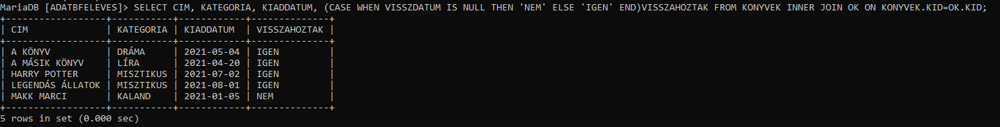 MariaDB [ADATBFELEVES]> SELECT CIM, KATEGORIA, KIADDATUM, (CASE WHEN VISSZDATUM IS NULL THEN 'NEM' ELSE 'IGEN' END)VISSZAHOZTAK FROM KONYVEK INNER JOIN OK ON KONYVEK.KID=OK.KID;
+------------------+-----------+------------+--------------+
| CIM              | KATEGORIA | KIADDATUM  | VISSZAHOZTAK |
+------------------+-----------+------------+--------------+
| A KÖNYV          | DRÁMA     | 2021-05-04 | IGEN         |
| A MÁSIK KÖNYV    | LÍRA      | 2021-04-20 | IGEN         |
| HARRY POTTER     | MISZTIKUS | 2021-07-02 | IGEN         |
| LEGENDÁS ÁLLATOK | MISZTIKUS | 2021-08-01 | IGEN         |
| MAKK MARCI       | KALAND    | 2021-01-05 | NEM          |
+------------------+-----------+------------+--------------+
5 rows in set (0.000 sec)